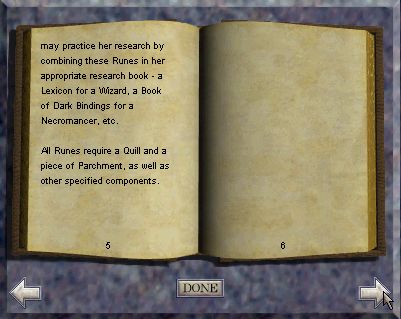 may practice her research by
combining these Runes in her
appropriate research book - a
Lexicon for a Wizard, a Book
of Dark Bindings for a
Necromancer, etc.
All Runes require a Quill and a
piece of Parchment, as well as
other specified components.
5
6
DONE